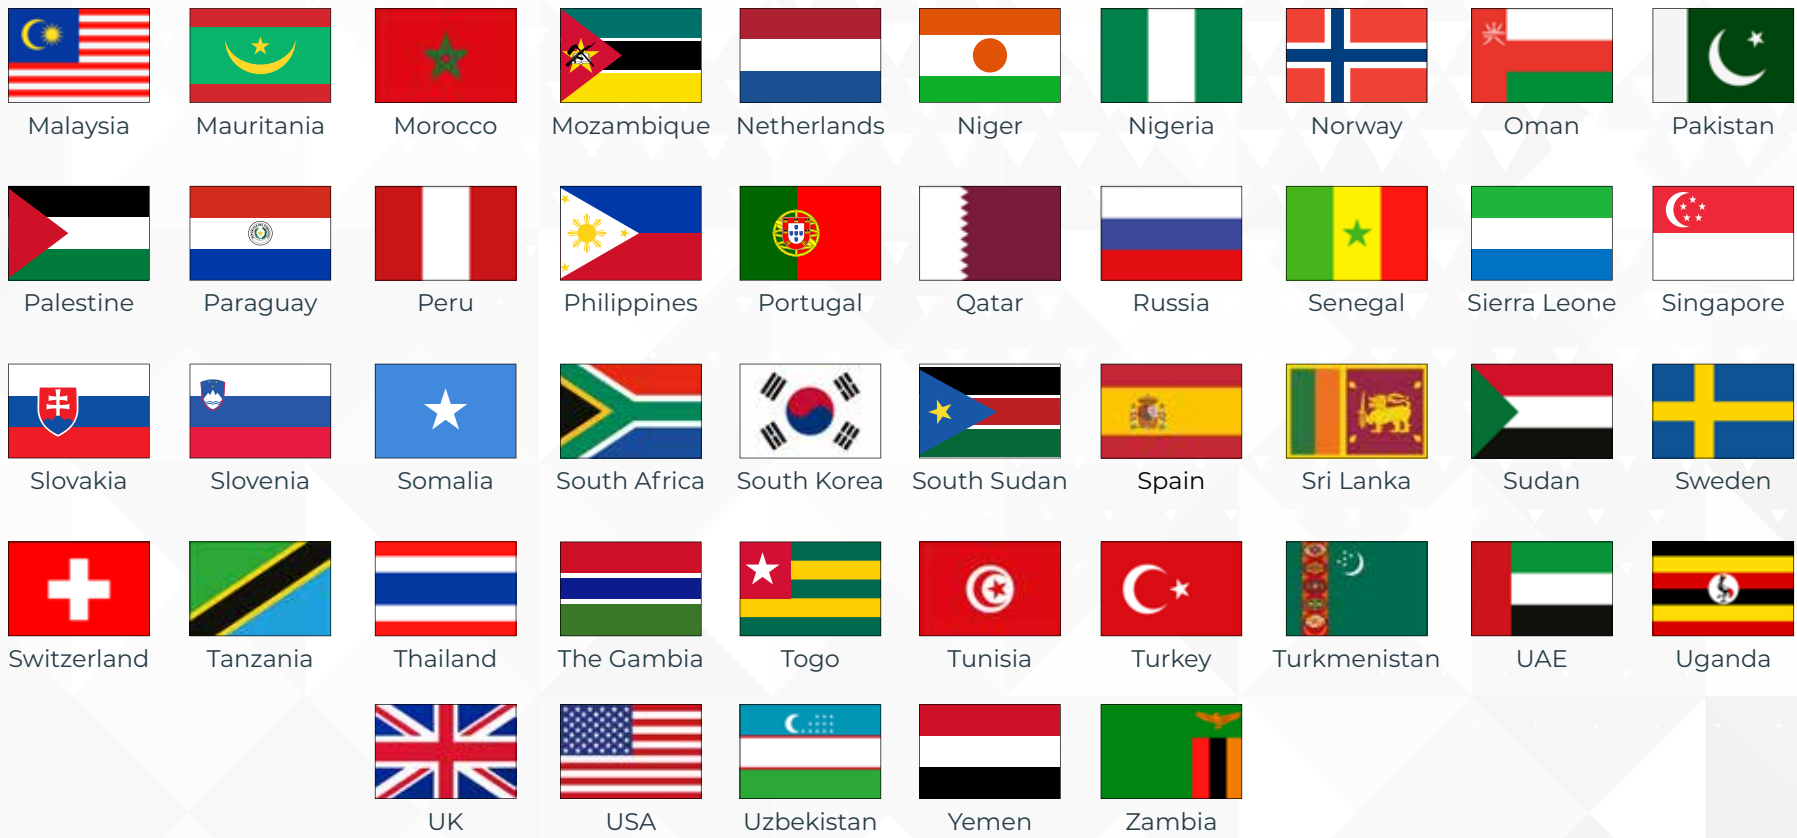 Malaysia Mauritania Morocco Mozambique Netherlands Niger Nigeria Norway Oman Pakistan
Palestine Paraguay Peru Philippines Portugal Qatar Russia Senegal Sierra Leone Singapore
Slovakia Slovenia Somalia South Africa South Korea South Sudan Spain Sri Lanka Sudan Sweden
Switzerland Tanzania Thailand The Gambia Togo Tunisia Turkey Turkmenistan UAE Uganda
UK USA Uzbekistan Yemen Zambia